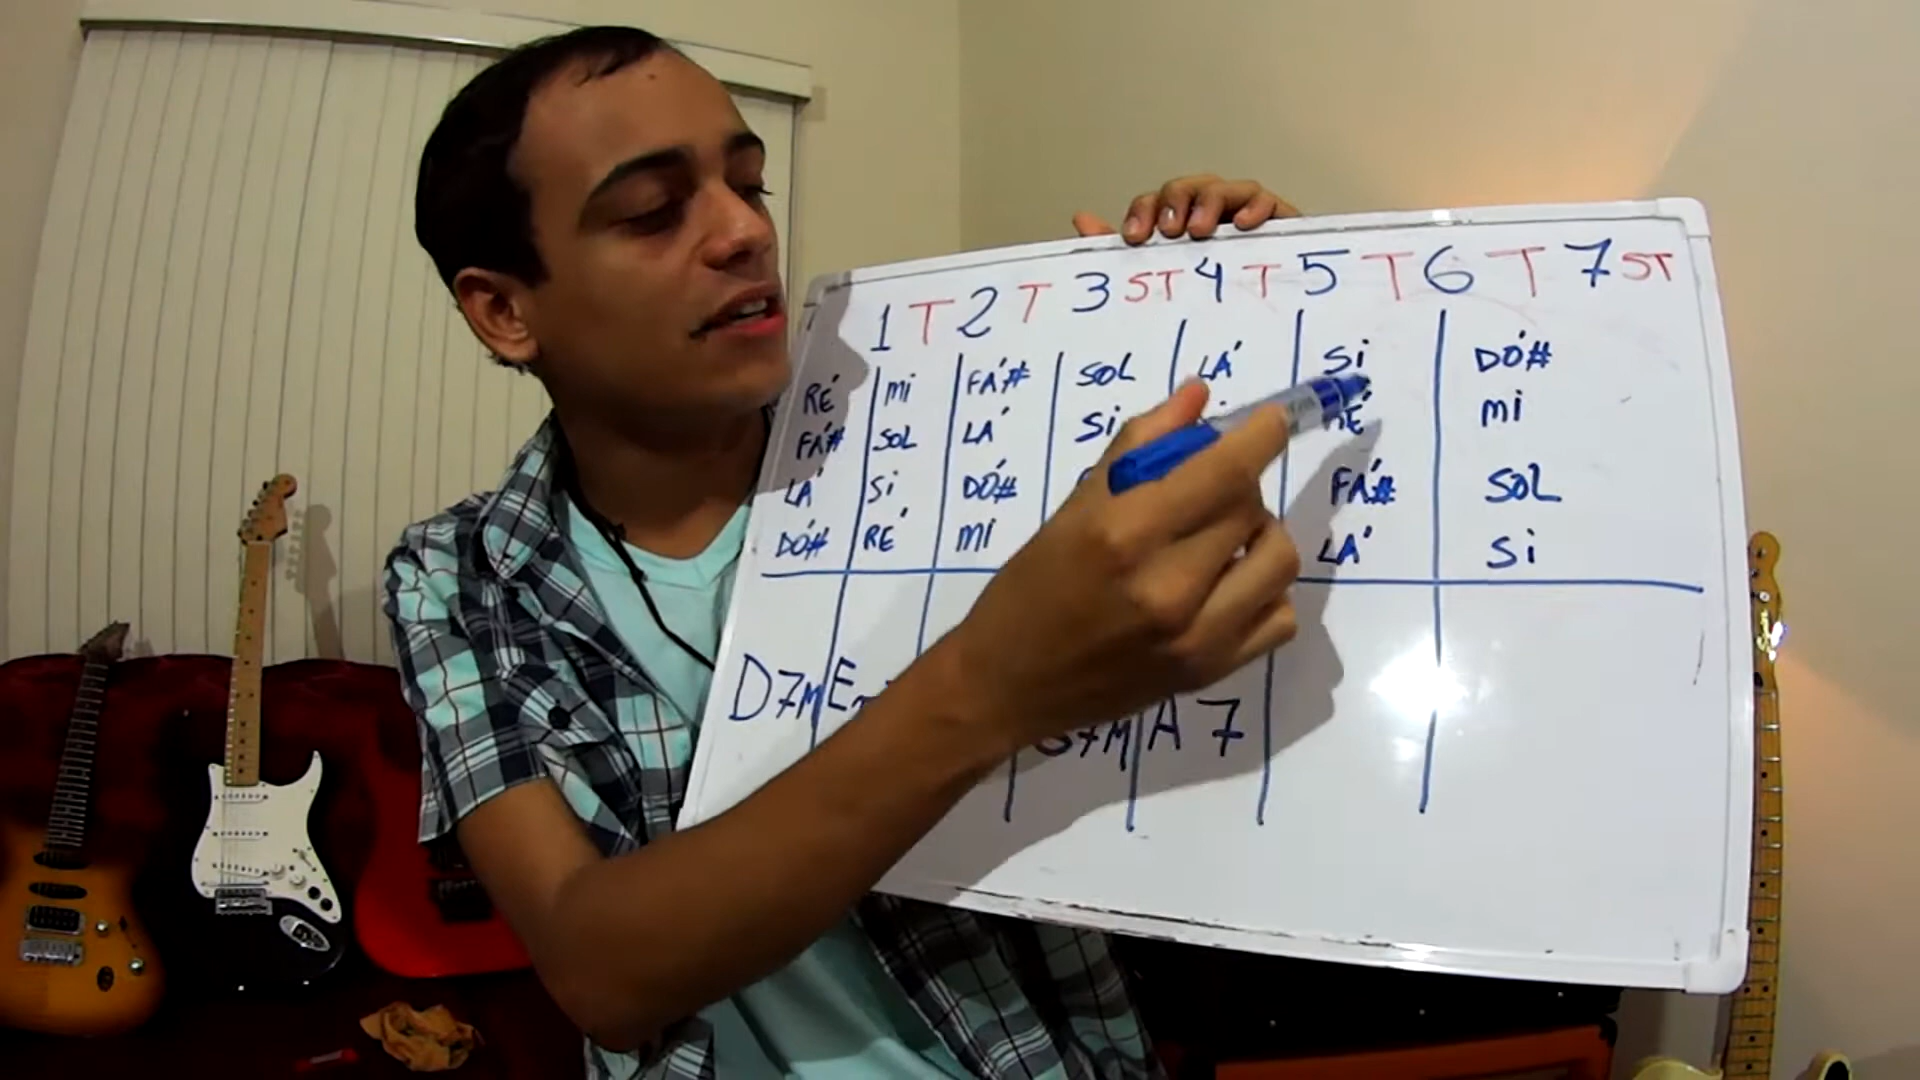 1 T 2 T 3 ST 4 T 5 T 6 T 7 ST
RÉ mi FÁ# SOL LÁ Si DÓ#
FÁ# SOL LÁ Si RÉ mi
LÁ Si DÓ# FÁ# SOL
DÓ# RÉ mi LÁ Si
D7M E A7